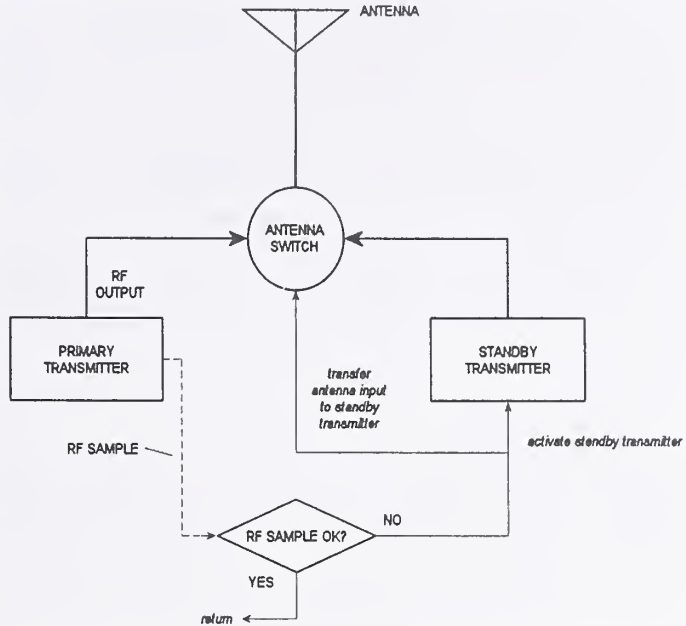 ANTENNA
ANTENNA
SWITCH
RF
OUTPUT
PRIMARY
TRANSMITTER
STANDBY
TRANSMITTER
transfer
antenna input
to standby
transmitter
RF SAMPLE
activate stendby transmitter
RF SAMPLE OK?
NO
YES
return